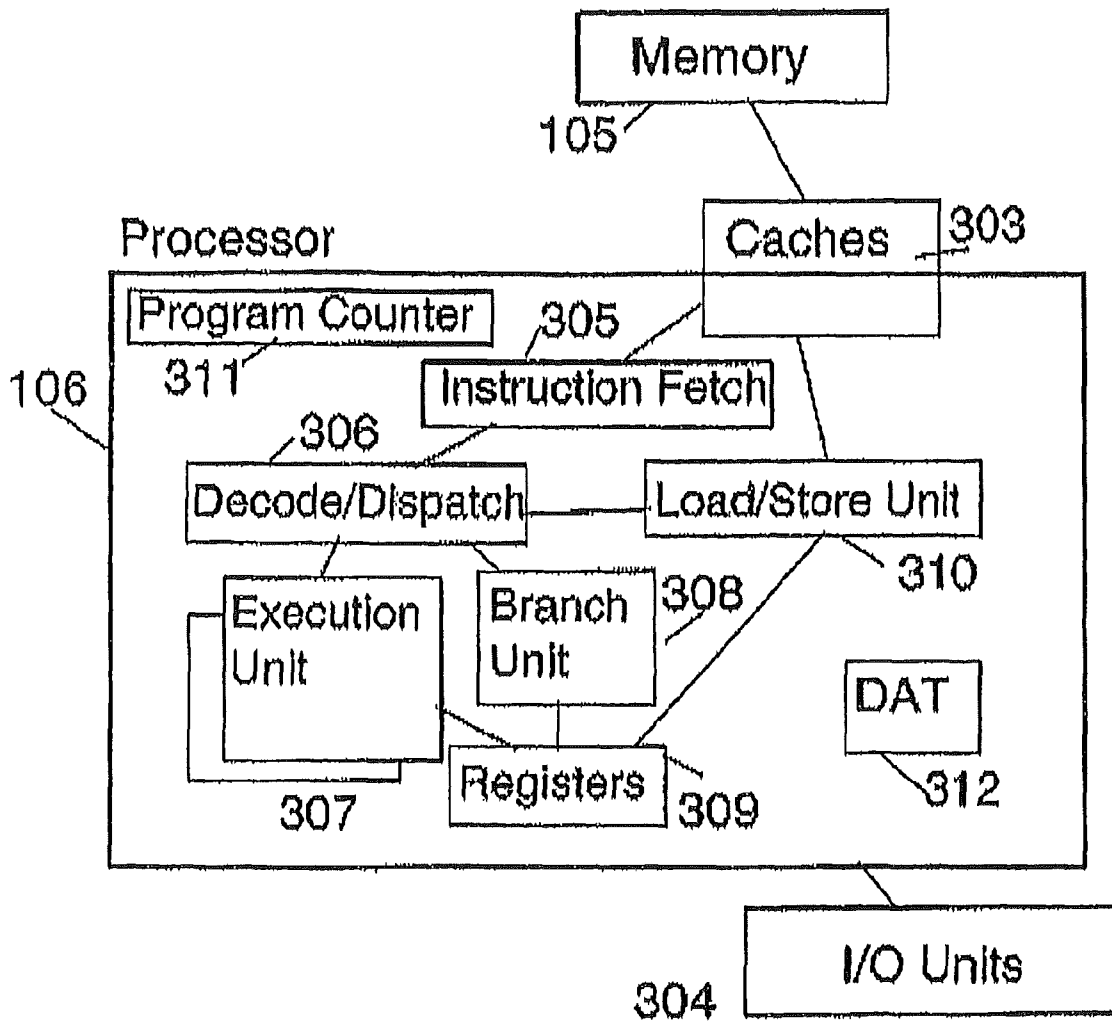 Memory
105
Caches
303
Processor
Program Counter
311
305
Instruction Fetch
106
306
Decode/Dispatch
Load/Store Unit
310
Execution
Unit
307
Branch
Unit
308
DAT
312
Registers
309
I/O Units
304